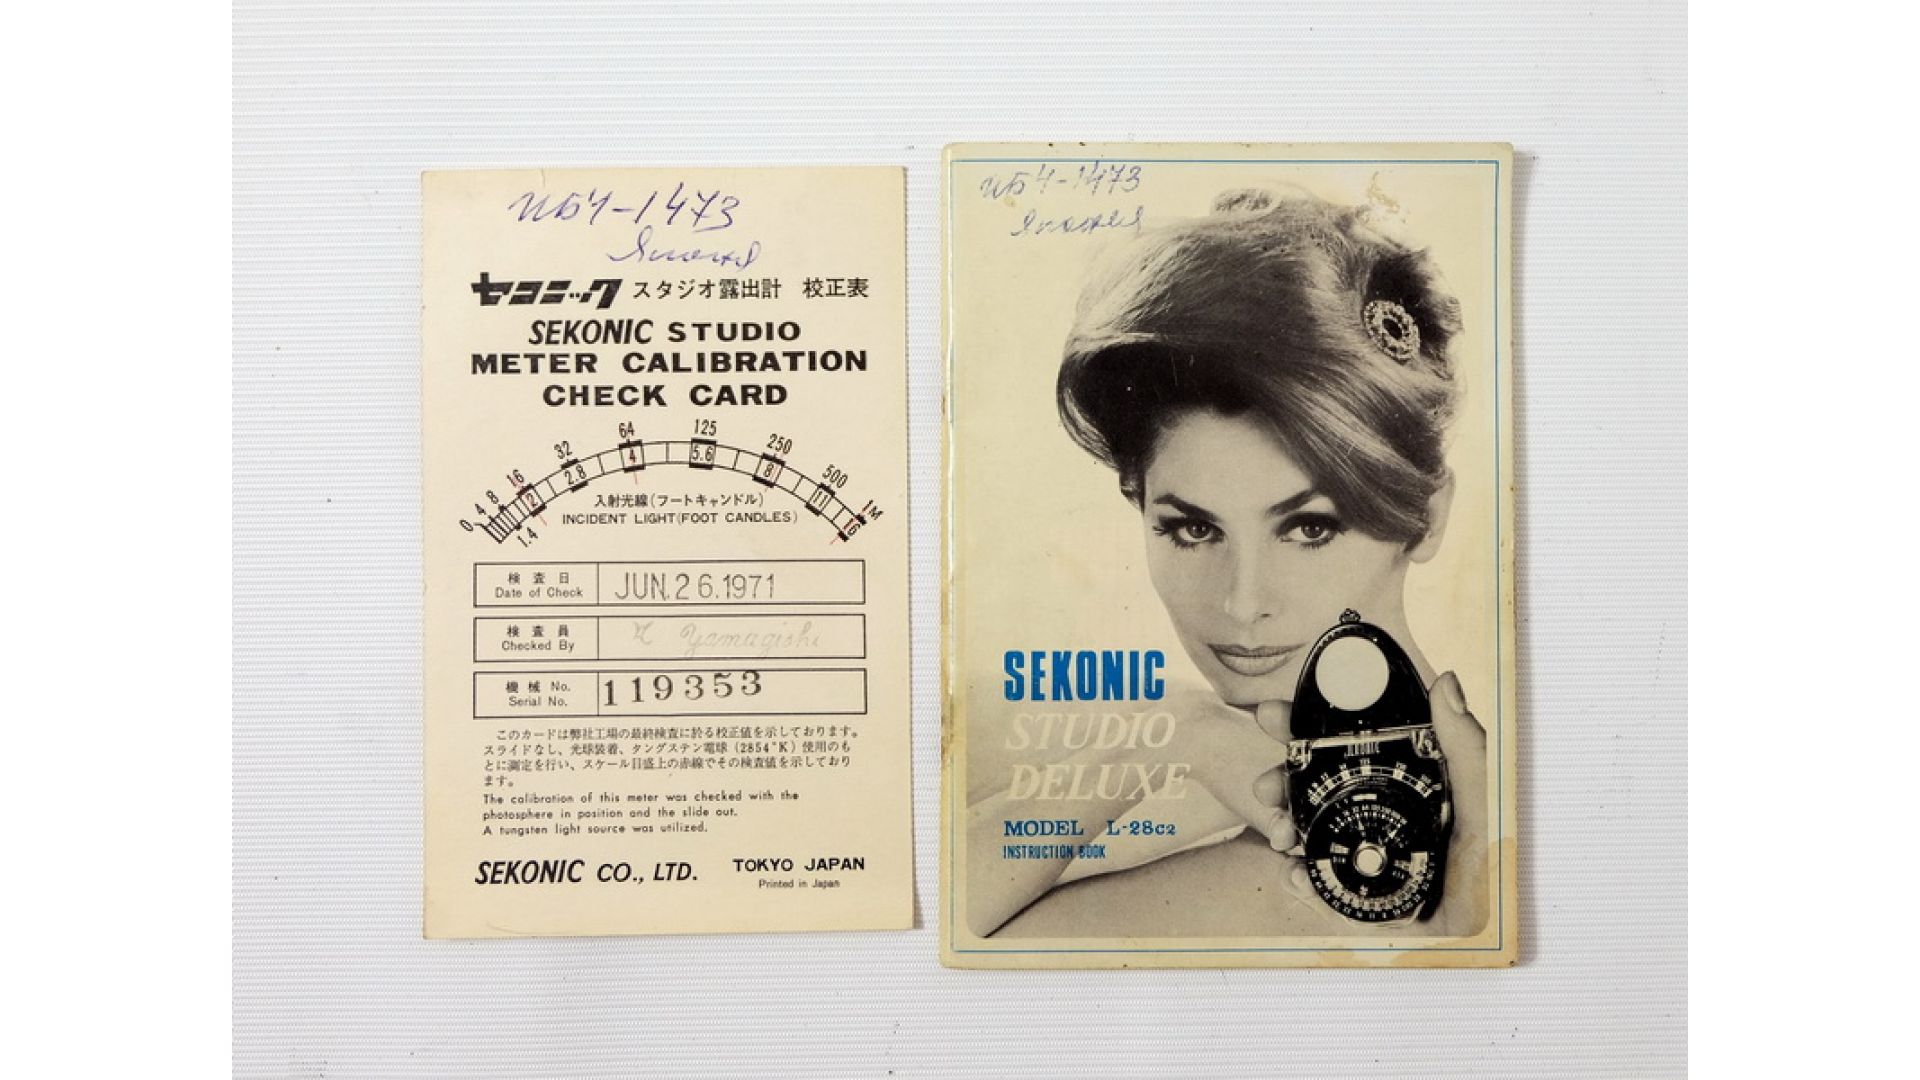 ИБЧ-1473
セコニック スタジオ露出計 校正表
SEKONIC STUDIO
METER CALIBRATION
CHECK CARD
0 4 8 16 32 64 125 250 500 1M
1.4 2 2.8 4 5.6 8 11 16
入射光線(フートキャンドル)
INCIDENT LIGHT(FOOT CANDLES)
検査日
Date of Check
JUN.26.1971
検査員
Checked By
Yamagishi
機械 No.
Serial No.
119353
このカードは弊社工場の最終検査に於る校正値を示しております。
スライドなし、光球装着、タングステン電球(2854°K)使用のも
とに測定を行い、スケール目盛上の赤線でその検査値を示しており
ます。
The calibration of this meter was checked with the
photosphere in position and the slide out.
A tungsten light source was utilized.
SEKONIC CO., LTD. TOKYO JAPAN
Printed in Japan
ИБЧ-1473
SEKONIC
STUDIO
DELUXE
MODEL L-28c2
INSTRUCTION BOOK
SEKONIC